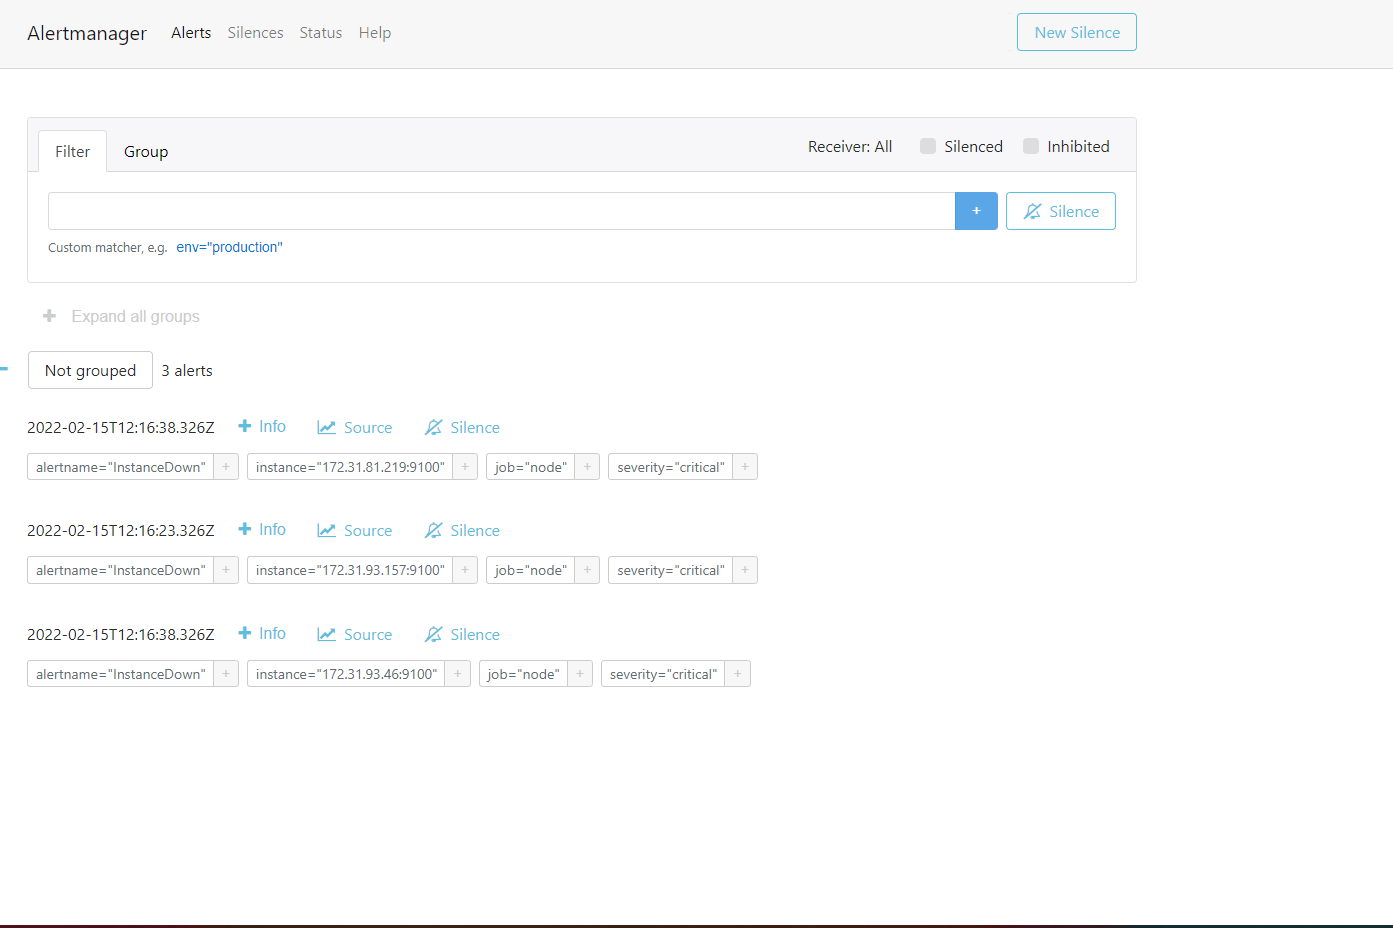 Alertmanager Alerts Silences Status Help New Silence
Filter Group Receiver: All Silenced Inhibited
+ Silence
Custom matcher, e.g. env="production"
+ Expand all groups
- Not grouped 3 alerts
2022-02-15T12:16:38.326Z + Info Source Silence
alertname="InstanceDown" + instance="172.31.81.219:9100" + job="node" + severity="critical" +
2022-02-15T12:16:23.326Z + Info Source Silence
alertname="InstanceDown" + instance="172.31.93.157:9100" + job="node" + severity="critical" +
2022-02-15T12:16:38.326Z + Info Source Silence
alertname="InstanceDown" + instance="172.31.93.46:9100" + job="node" + severity="critical" +